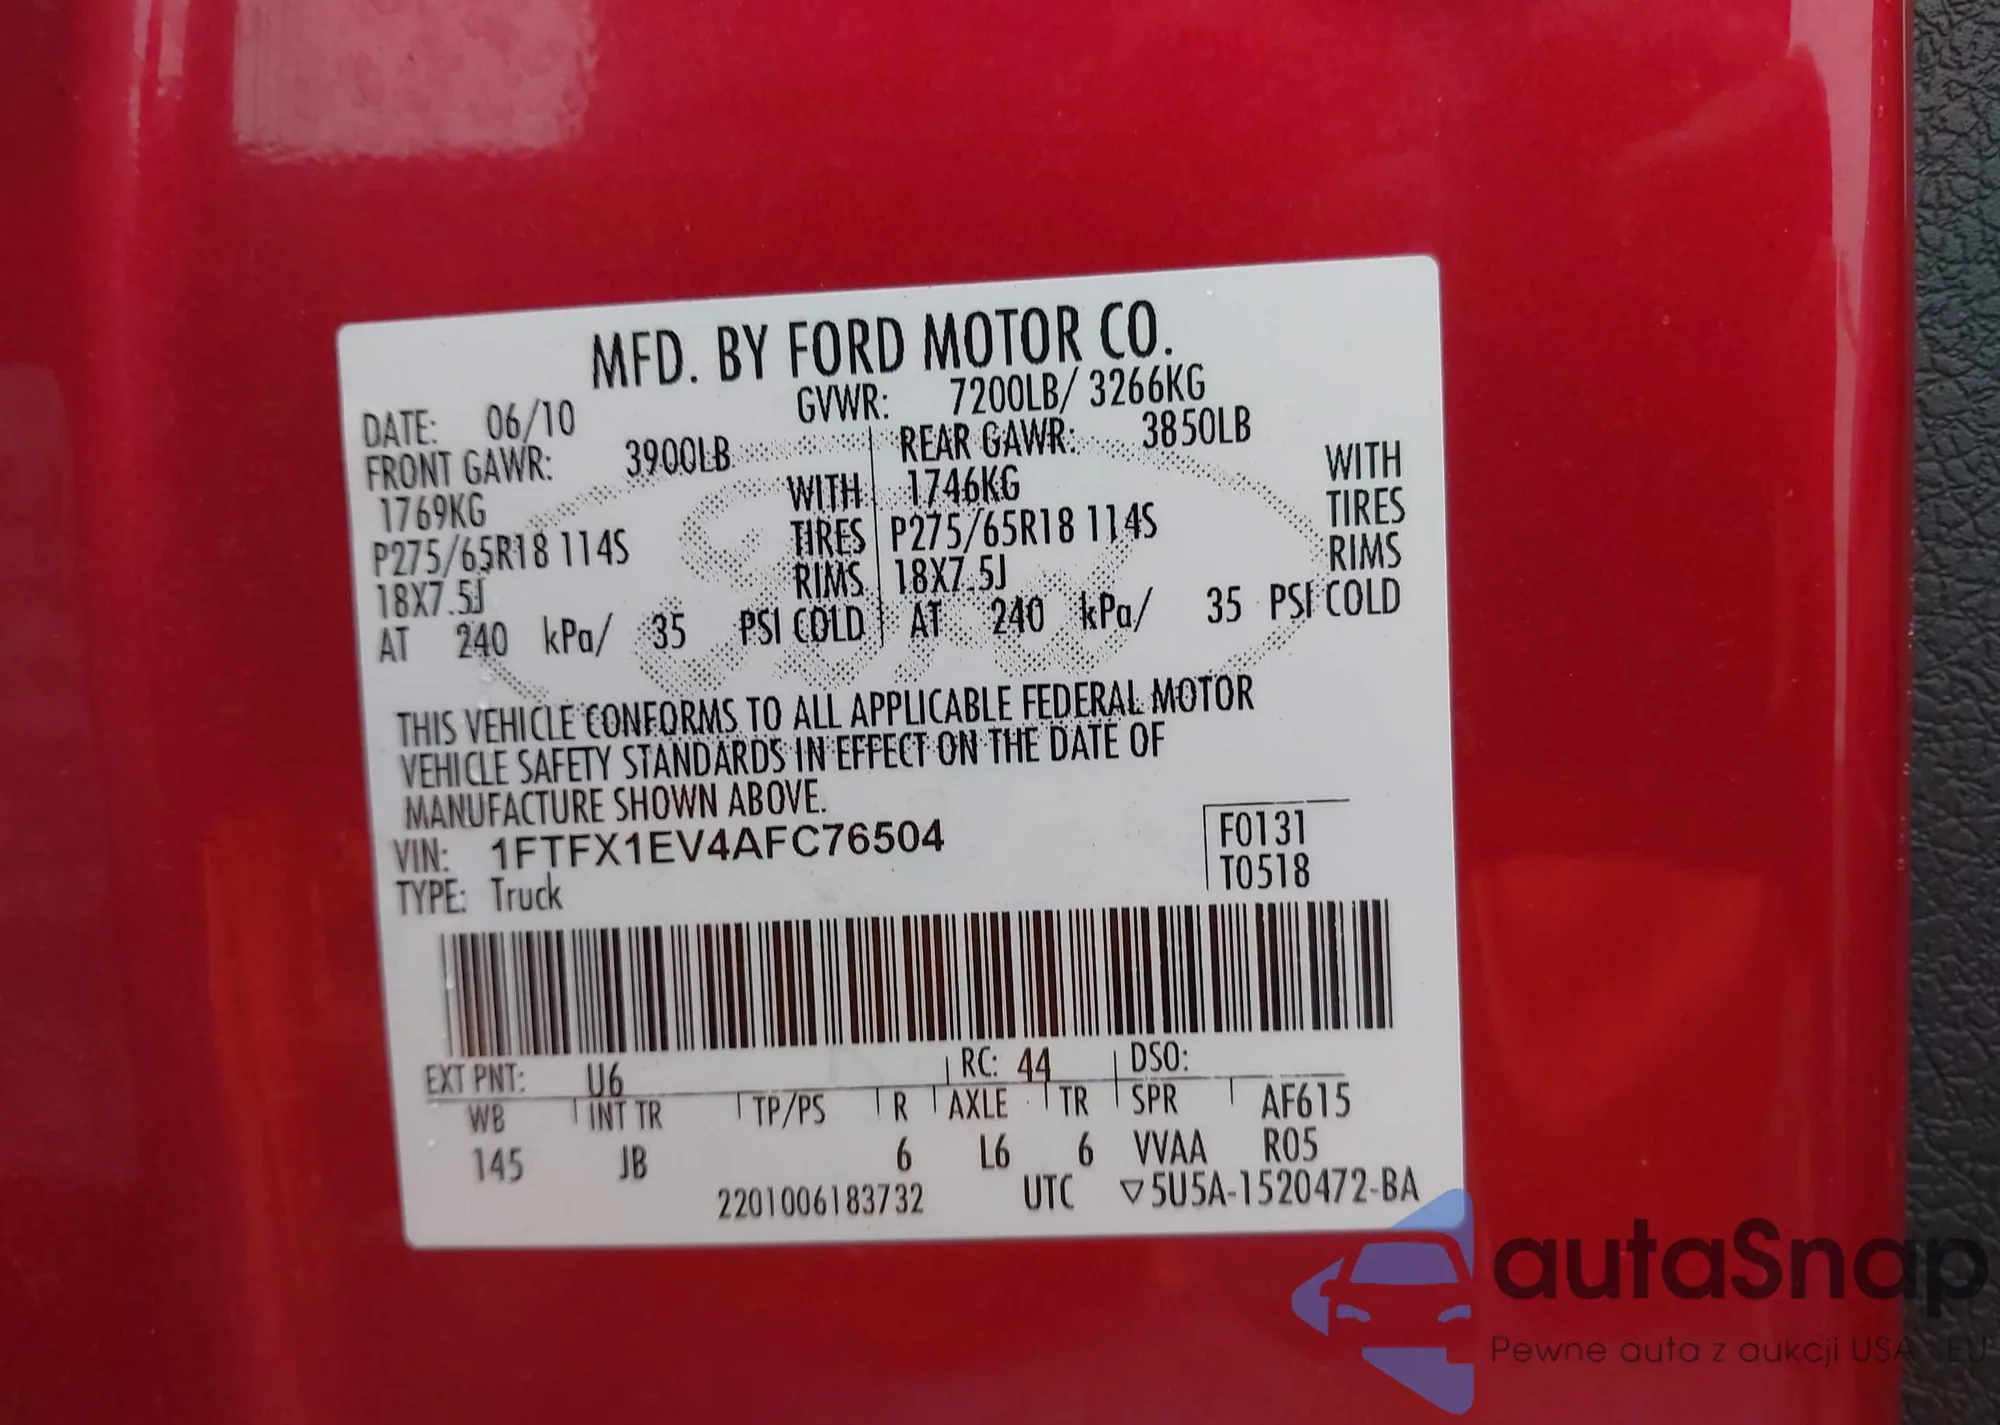 MFD. BY FORD MOTOR CO.
DATE: 06/10 GVWR: 7200LB/ 3266KG
FRONT GAWR: 3900LB REAR GAWR: 3850LB
1769KG WITH 1746KG WITH
P275/65R18 114S TIRES P275/65R18 114S TIRES
18X7.5J RIMS 18X7.5J RIMS
AT 240 kPa/ 35 PSI COLD AT 240 kPa/ 35 PSI COLD
THIS VEHICLE CONFORMS TO ALL APPLICABLE FEDERAL MOTOR
VEHICLE SAFETY STANDARDS IN EFFECT ON THE DATE OF
MANUFACTURE SHOWN ABOVE.
VIN: 1FTFX1EV4AFC76504 F0131
TYPE: Truck T0518
EXT PNT: U6 RC: 44 DSO:
WB INT TR TP/PS R AXLE TR SPR AF615
145 JB 6 L6 6 VVAA R05
2201006183732 UTC ▽5U5A-1520472-BA
autaSnap
Pewne auta z aukcji USA i EU